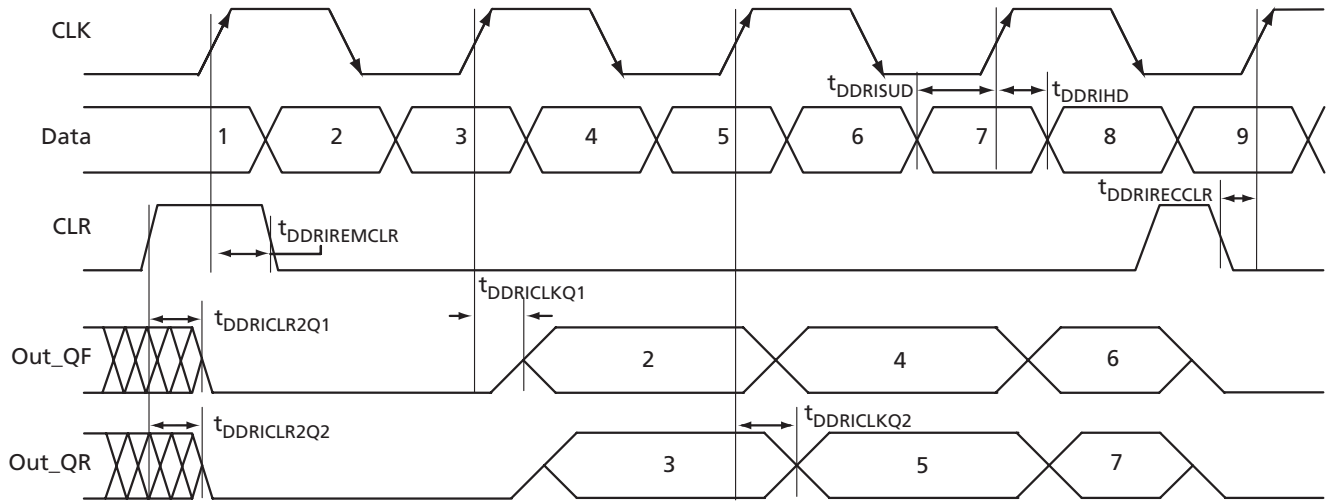 CLK
tDDRISUD
tDDRIHD
Data
1 2 3 4 5 6 7 8 9
tDDRIRECCLR
CLR
tDDRIREMCLR
tDDRICLKQ1
tDDRICLR2Q1
Out_QF
2 4 6
tDDRICLR2Q2
tDDRICLKQ2
Out_QR
3 5 7